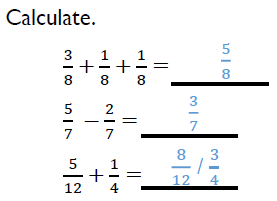 Calculate.
3/8 + 1/8 + 1/8 = 5/8
5/7 − 2/7 = 3/7
5/12 + 1/4 = 8/12 / 3/4